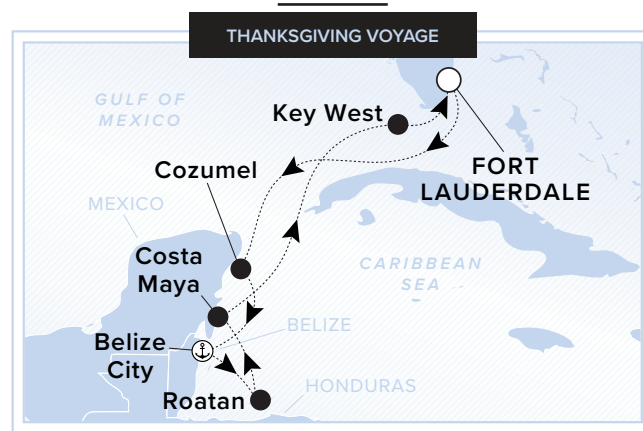 THANKSGIVING VOYAGE
GULF OF
MEXICO
Key West
FORT
LAUDERDALE
Cozumel
MEXICO
CARIBBEAN
SEA
Costa
Maya
BELIZE
Belize
City
HONDURAS
Roatan